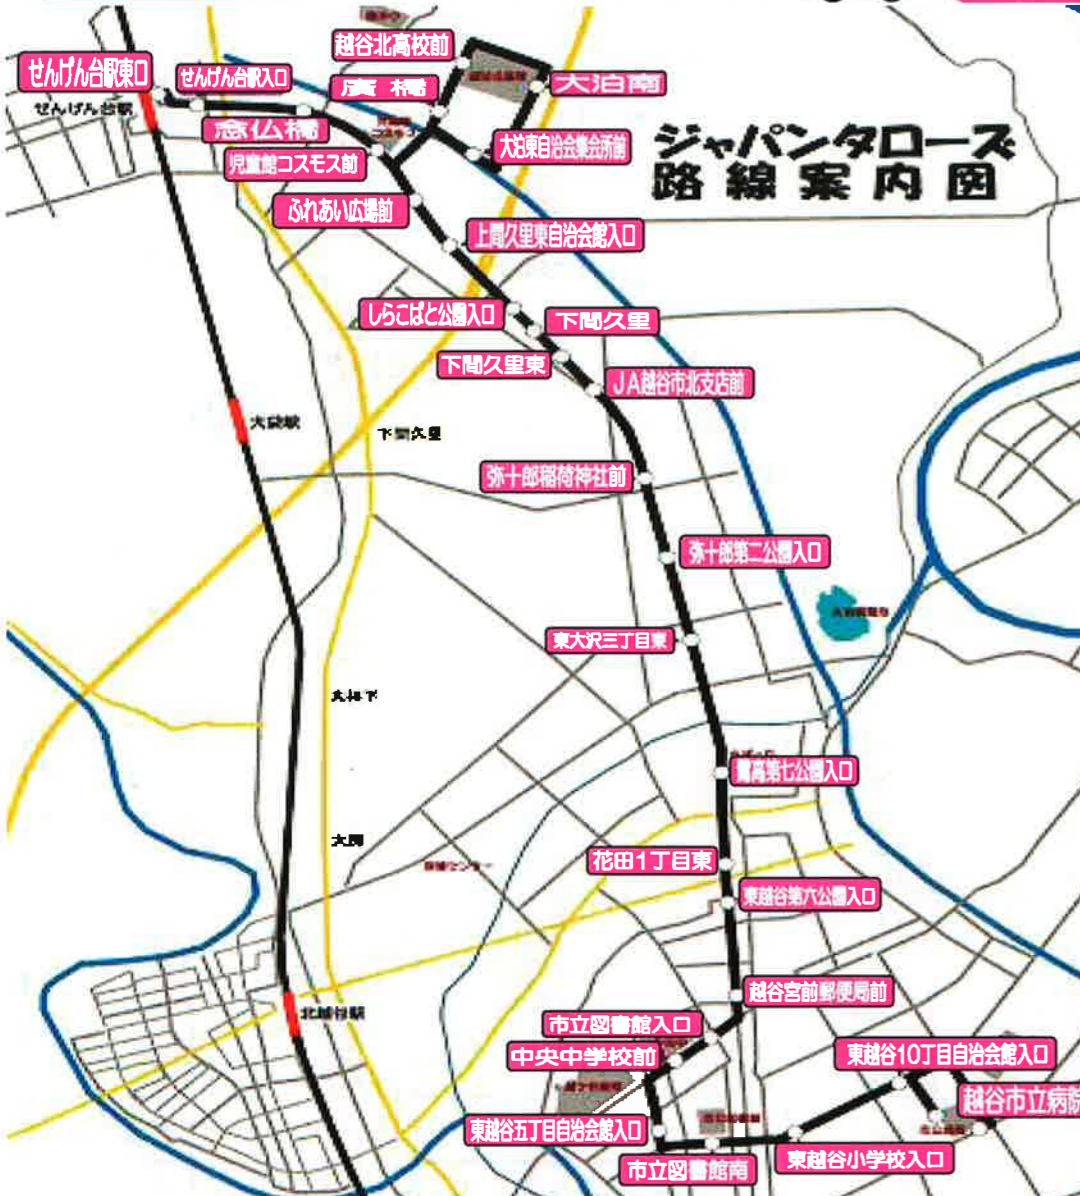 越谷北高校前
せんげん台駅東口
せんげん台駅入口
廣橋
大泊南
せんげん台駅
念仏橋
大泊東自治会集会所前
ジャパンタローズ
路線案内図
児童館コスモス前
ふれあい広場前
上間久里東自治会館入口
しらこばと公園入口
下間久里
下間久里東
JA越谷市北支店前
大袋駅
下間久里
弥十郎稲荷神社前
弥十郎第二公園入口
東大沢三丁目東
鷺高第七公園入口
大房
花田1丁目東
東越谷第六公園入口
越谷宮前郵便局前
北越谷駅
市立図書館入口
中央中学校前
東越谷10丁目自治会館入口
越谷市立病院
東越谷五丁目自治会館入口
市立図書館南
東越谷小学校入口